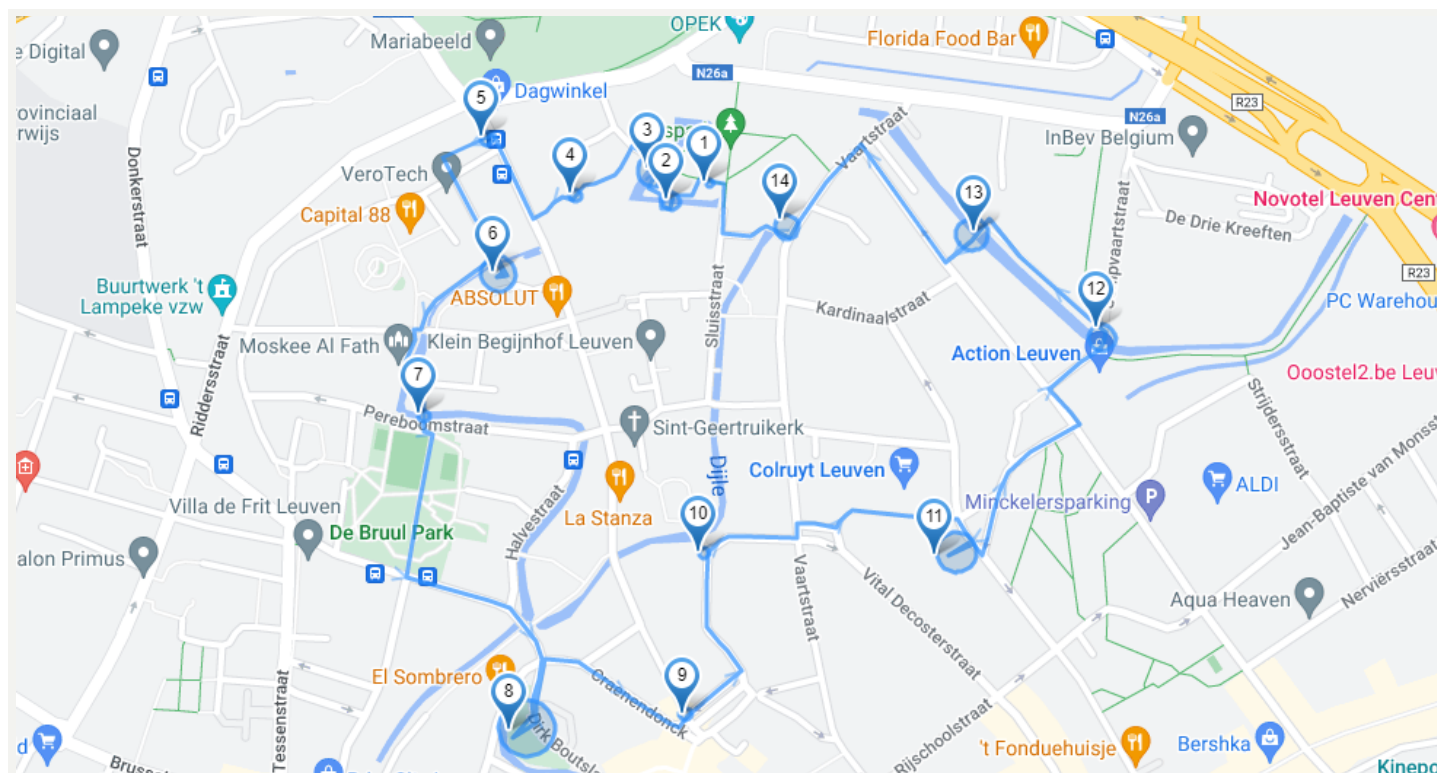 OPEK
Mariabeeld
Florida Food Bar
e Digital
N26a
R23
Dagwinkel
5
ovinciaal
rwijs
N26a
InBev Belgium
Vaartstraat
3
1
4
2
VeroTech
14
13
Novotel Leuven Cen
Donkerstraat
Capital 88
De Drie Kreeften
6
R23
Buurtwerk 't
Lampeke vzw
ABSOLUT
12
PC Warehou
Kardinaalstraat
Sluisstraat
Moskee Al Fath
Klein Begijnhof Leuven
Action Leuven
Ooostel2.be Leu
7
Riddersstraat
Pereboomstraat
Sint-Geertruikerk
Strijdersstraat
Dijle
Colruyt Leuven
ALDI
Villa de Frit Leuven
La Stanza
Minckelersparking
Jean-Baptiste van Monss
De Bruul Park
Halvestraat
10
11
alon Primus
Vaartstraat
Vital Decosterstraat
Aqua Heaven
Nerviërsstraat
El Sombrero
9
8
Craenendonck
Tessenstraat
Rijschoolstraat
't Fonduehuisje
Bershka
d
P
Kinepo